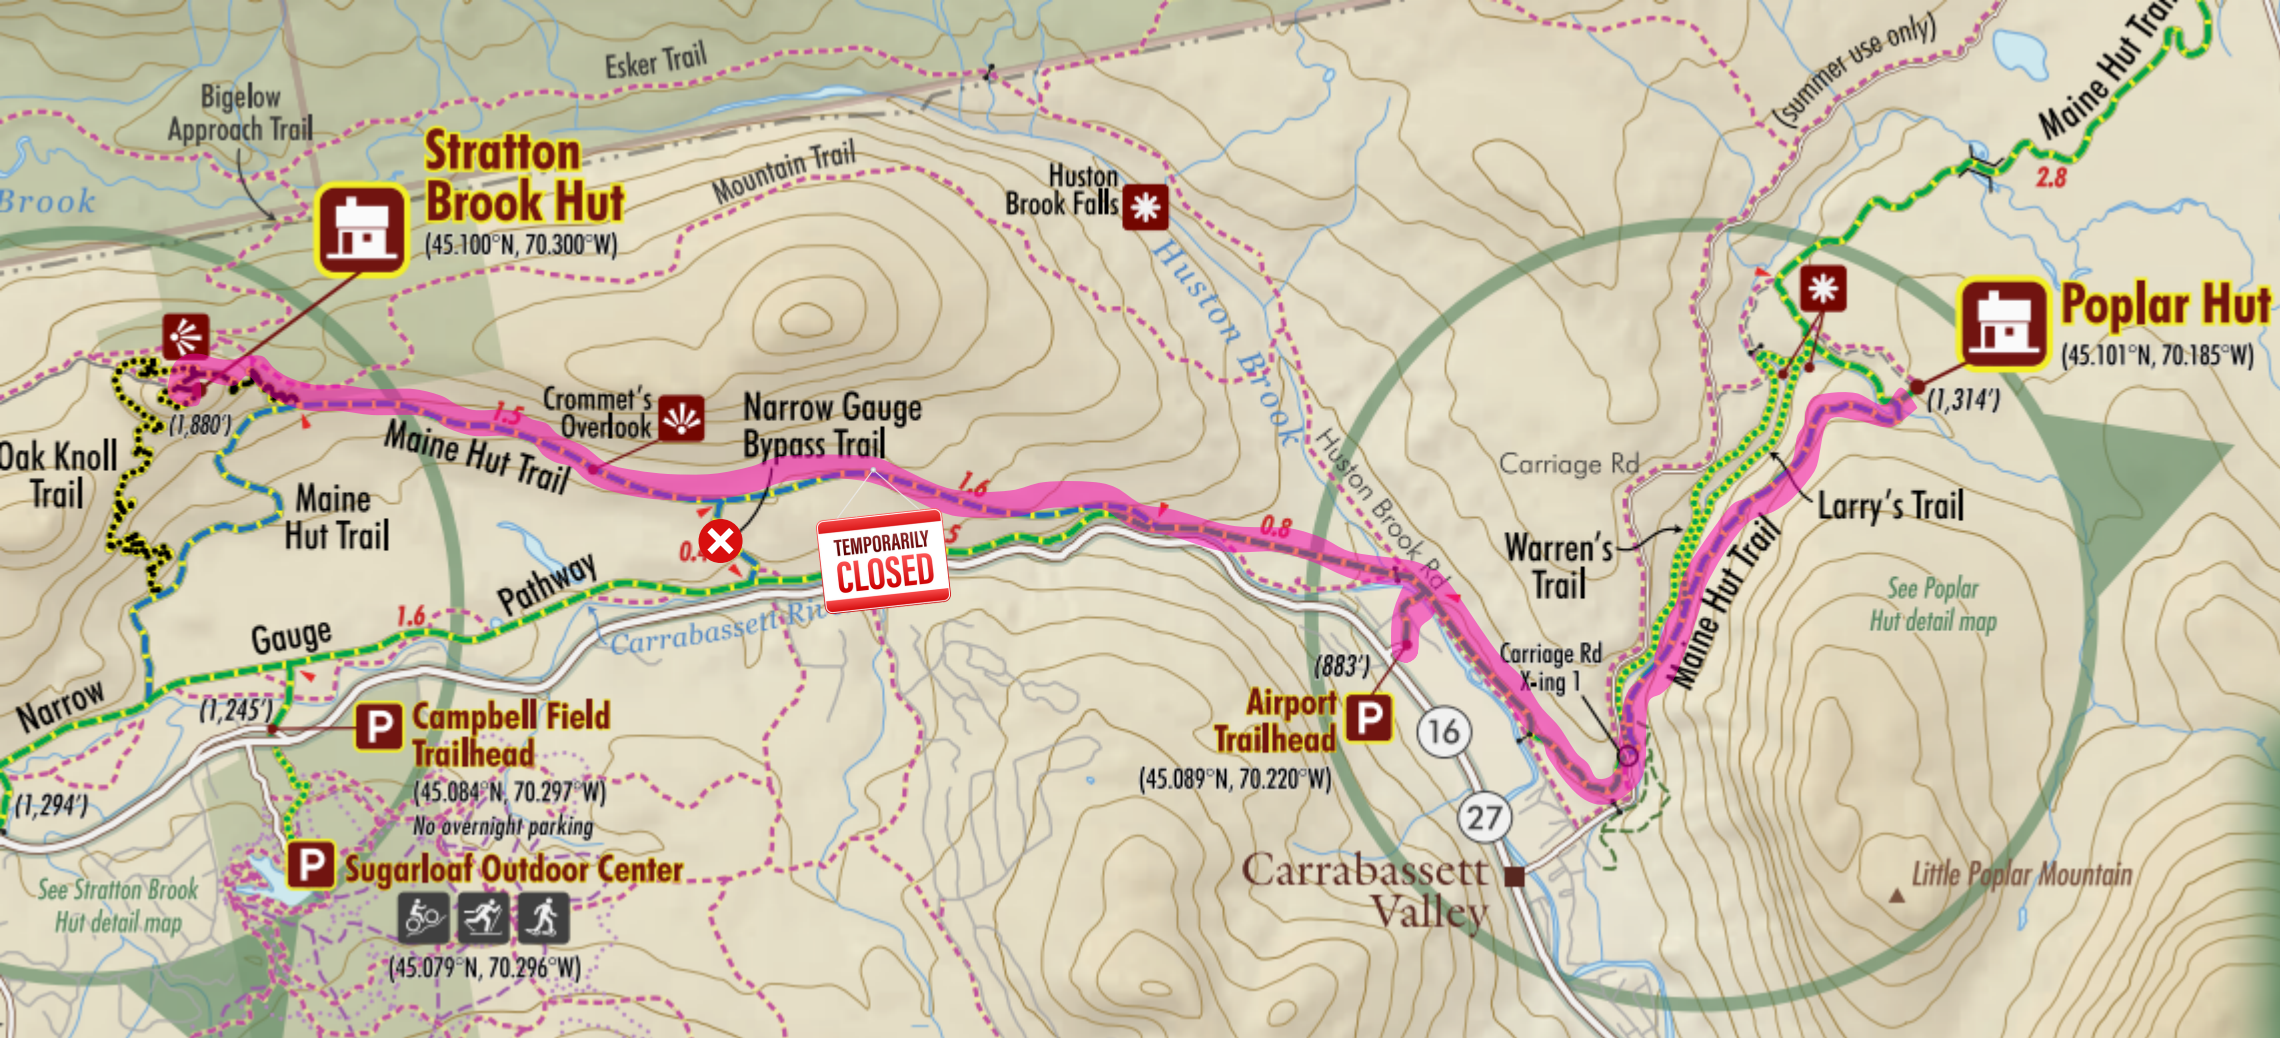 Esker Trail
Bigelow
Approach Trail
Stratton
Brook Hut
(45.100°N, 70.300°W)
Brook
Mountain Trail
Huston
Brook Falls
Huston Brook
(summer use only)
Maine Hut Trail
2.8
Poplar Hut
(45.101°N, 70.185°W)
(1,314')
(1,880')
Oak Knoll
Trail
Maine
Hut Trail
Maine Hut Trail
1.5
Crommet's
Overlook
Narrow Gauge
Bypass Trail
1.6
0.8
TEMPORARILY
CLOSED
5
Huston Brook Rd
Carriage Rd
Larry's Trail
Warren's
Trail
Maine Hut Trail
See Poplar
Hut detail map
Carriage Rd
X-ing 1
Narrow Gauge Pathway
1.6
Carrabassett Riv
(883')
Airport
Trailhead
P
(45.089°N, 70.220°W)
16
27
Carrabassett
Valley
Little Poplar Mountain
(1,245')
P
Campbell Field
Trailhead
(45.084°N, 70.297°W)
No overnight parking
(1,294')
P
Sugarloaf Outdoor Center
(45.079°N, 70.296°W)
See Stratton Brook
Hut detail map